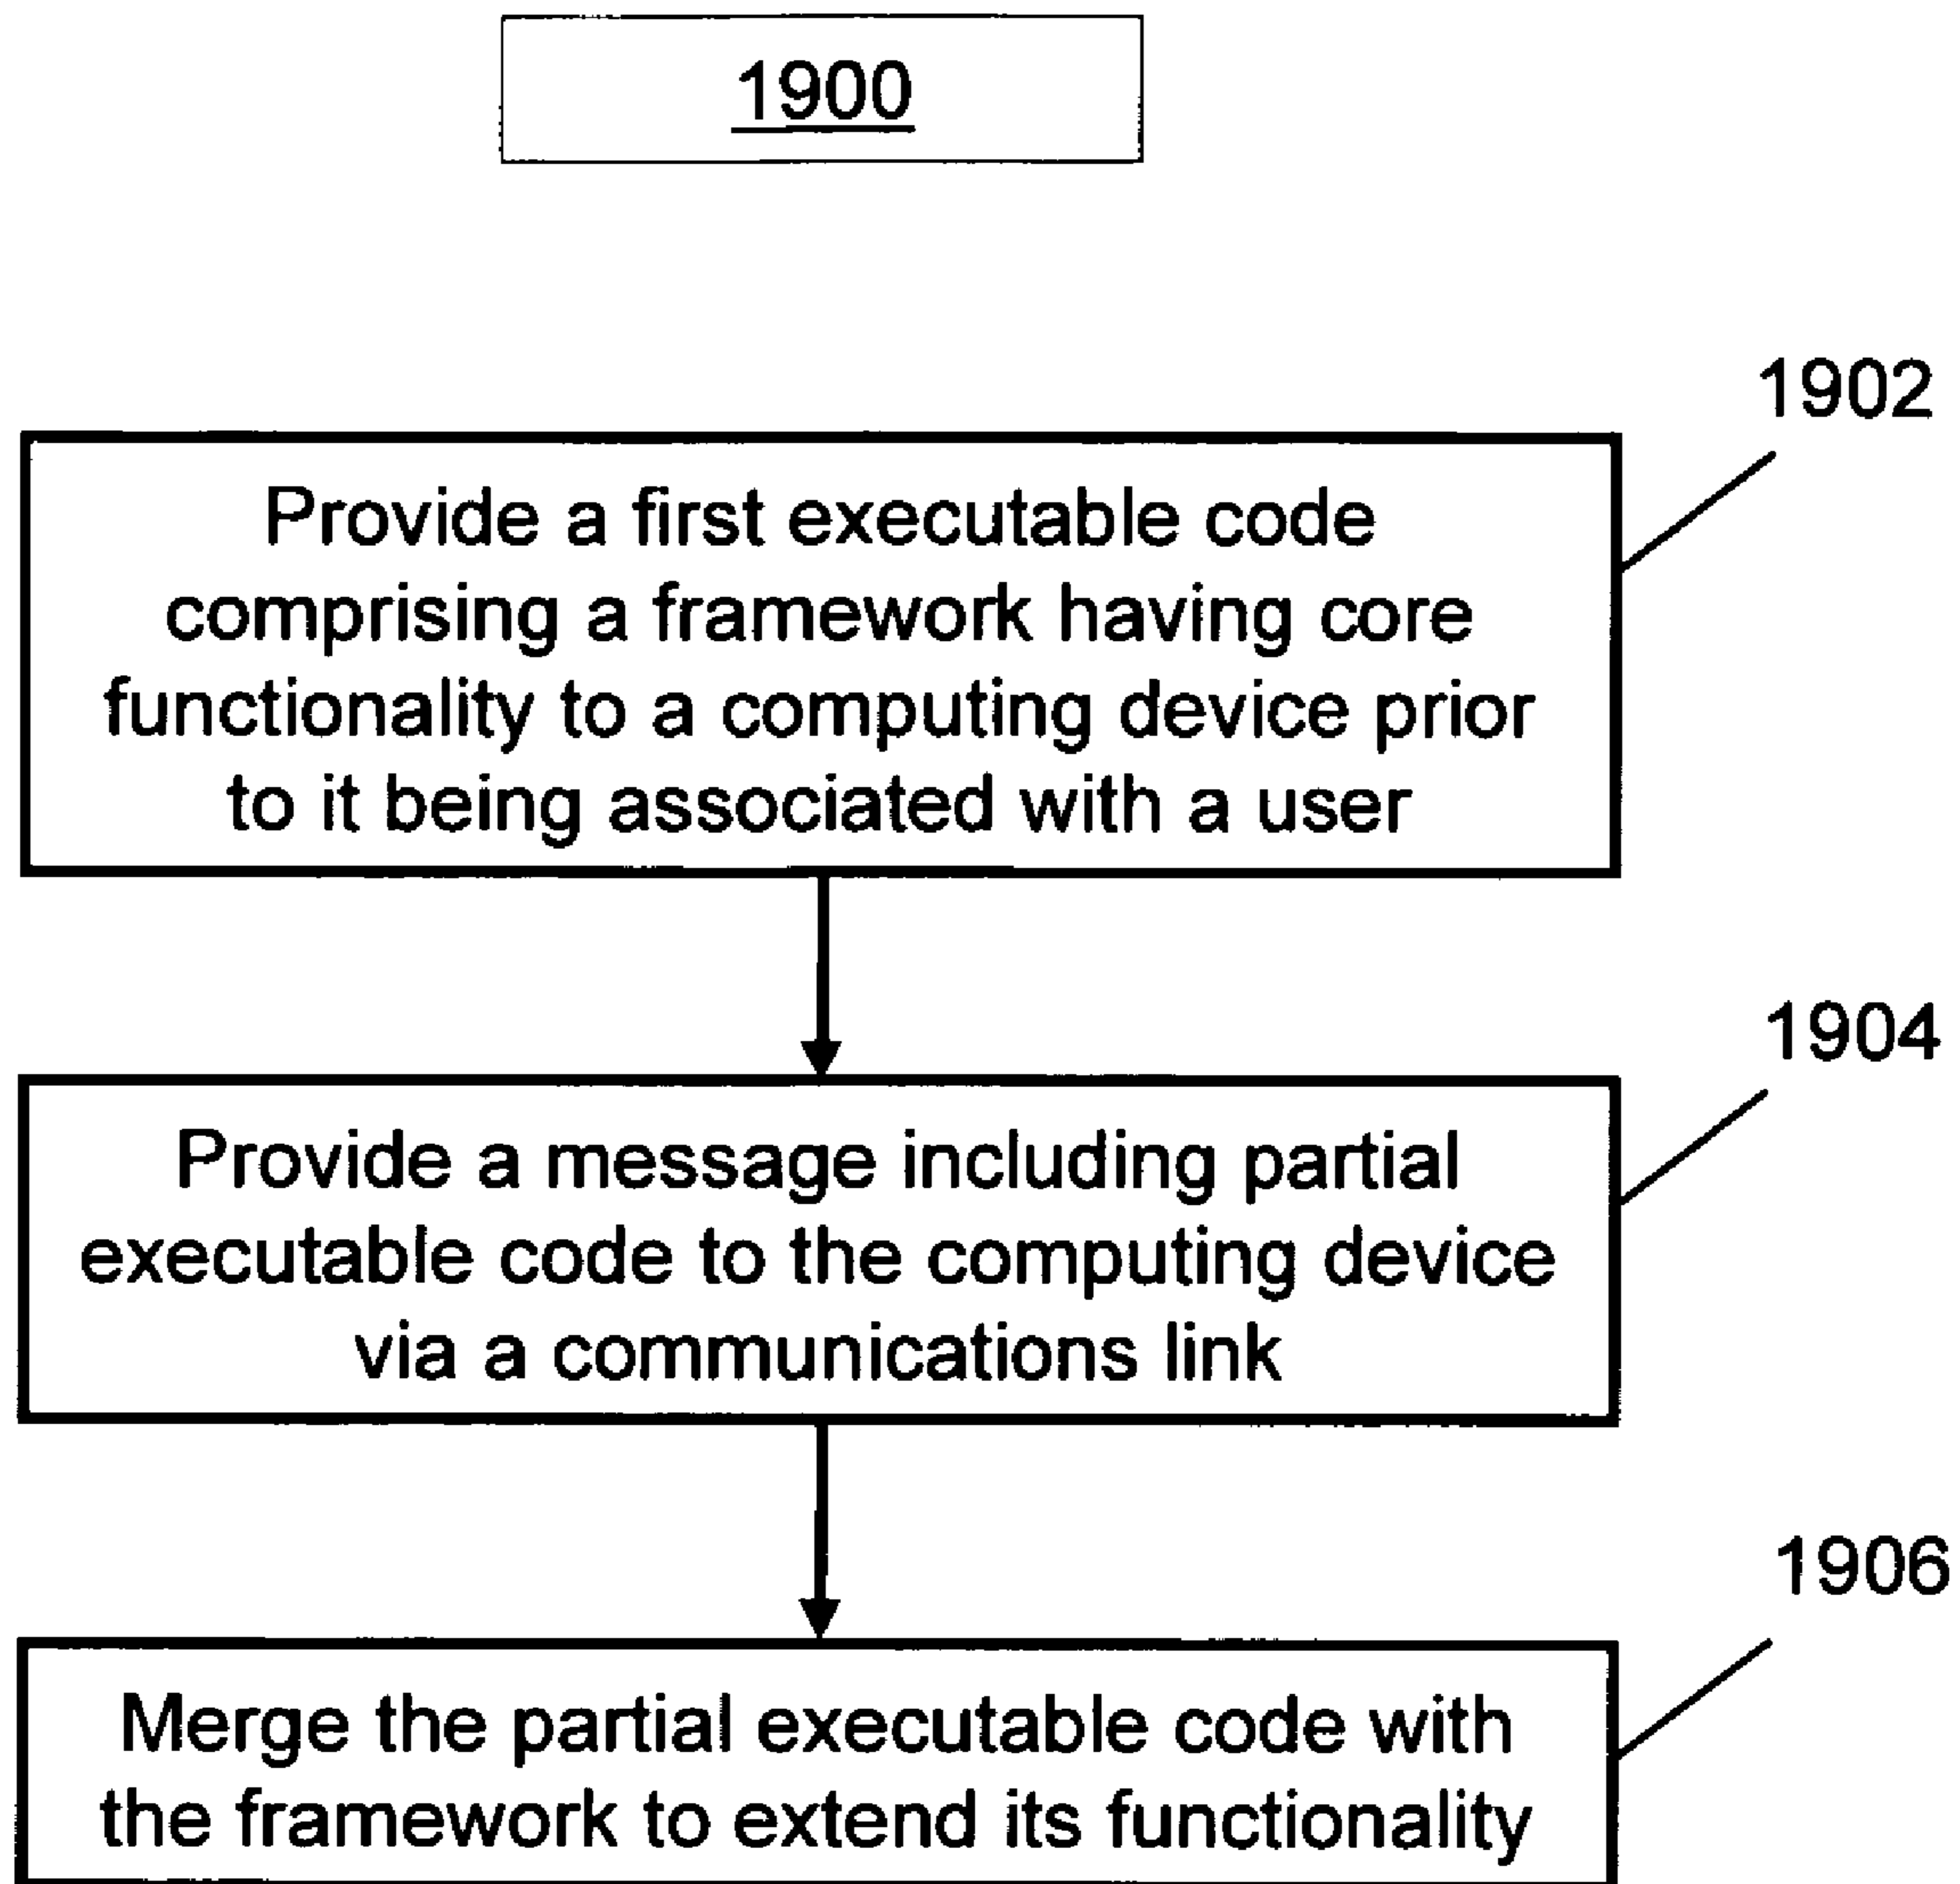 1900
1902
Provide a first executable code
comprising a framework having core
functionality to a computing device prior
to it being associated with a user
1904
Provide a message including partial
executable code to the computing device
via a communications link
1906
Merge the partial executable code with
the framework to extend its functionality